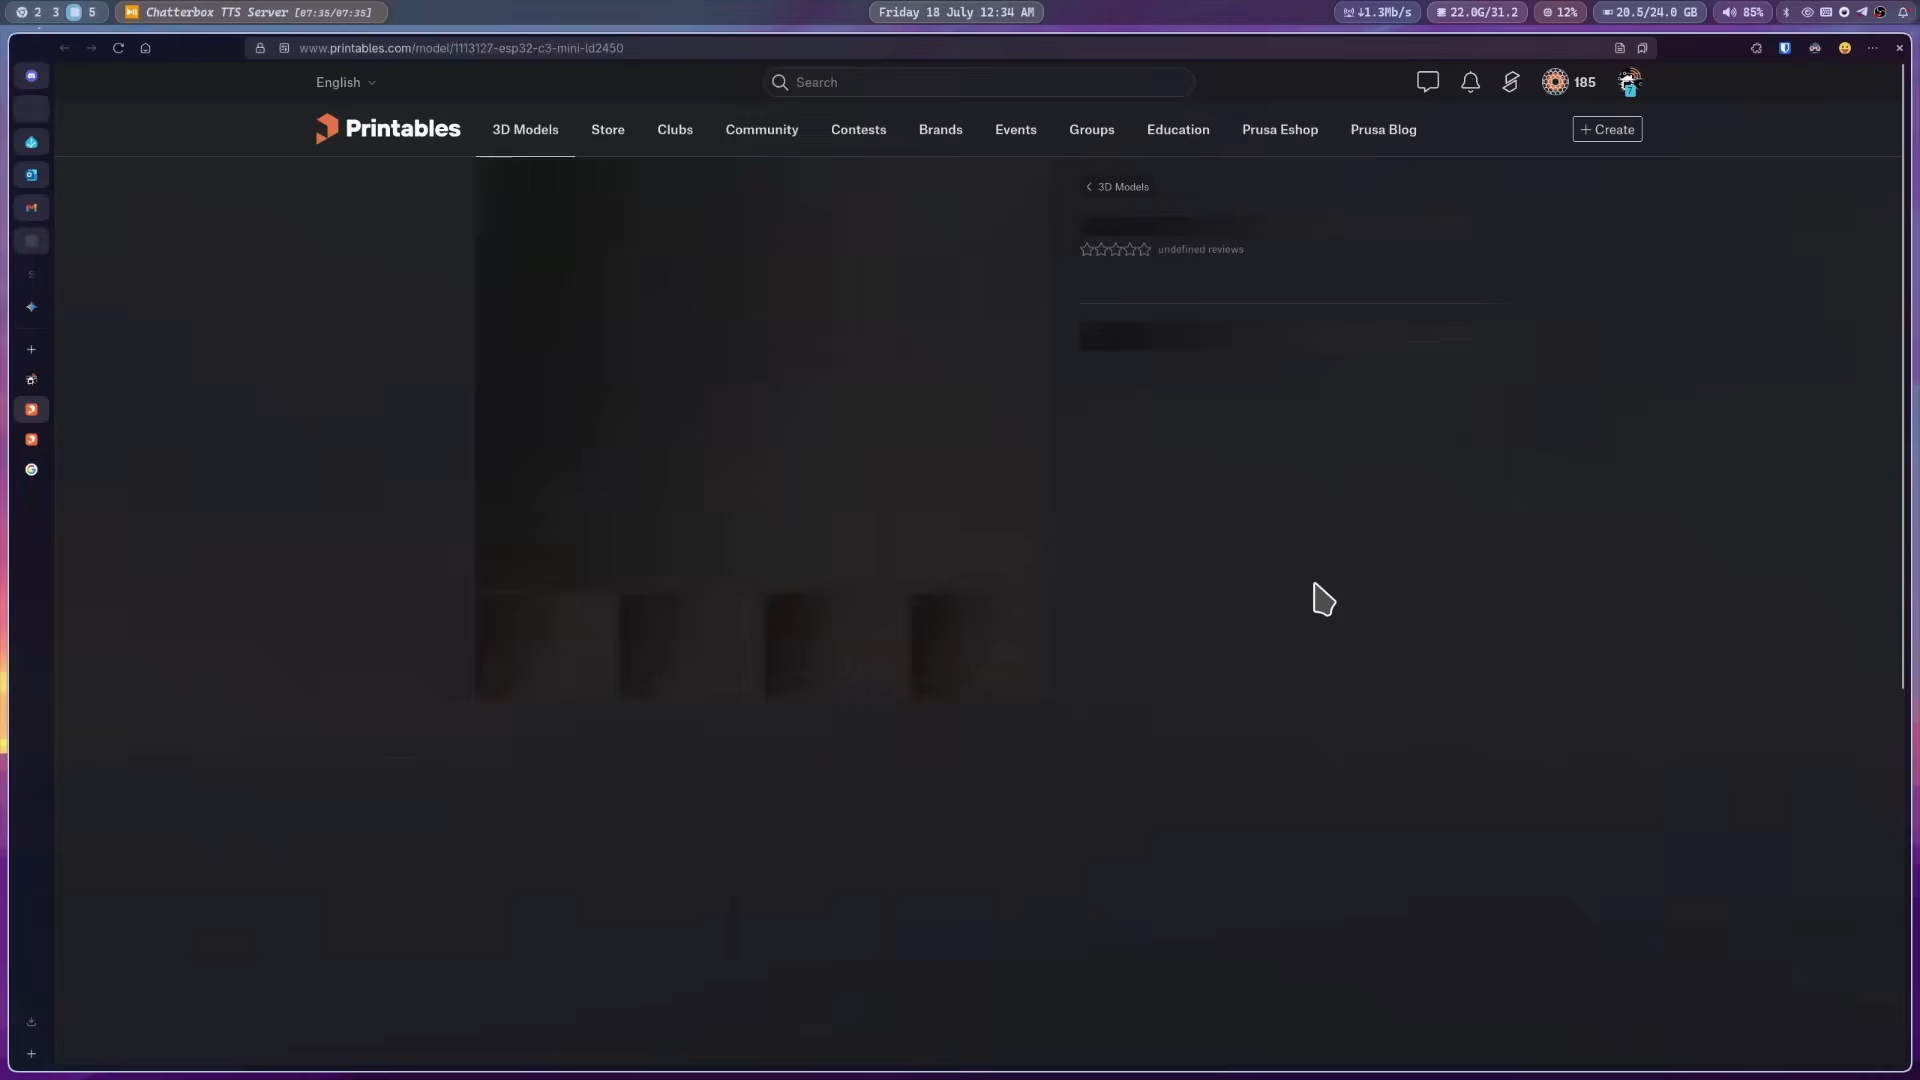 2 3 5
Chatterbox TTS Server [07:35/07:35]
Friday 18 July 12:34 AM
↓1.3Mb/s
22.0G/31.2
12%
20.5/24.0 GB
85%
www.printables.com/model/1113127-esp32-c3-mini-ld2450
English
Search
185
7
Printables
3D Models
Store
Clubs
Community
Contests
Brands
Events
Groups
Education
Prusa Eshop
Prusa Blog
+ Create
3D Models
undefined reviews
S